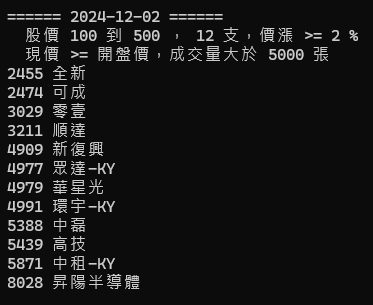 ====== 2024-12-02 ======
股價 100 到 500 ， 12 支，價漲 >= 2 %
現價 >= 開盤價，成交量大於 5000 張
2455 全新
2474 可成
3029 零壹
3211 順達
4909 新復興
4977 眾達-KY
4979 華星光
4991 環宇-KY
5388 中磊
5439 高技
5871 中租-KY
8028 昇陽半導體